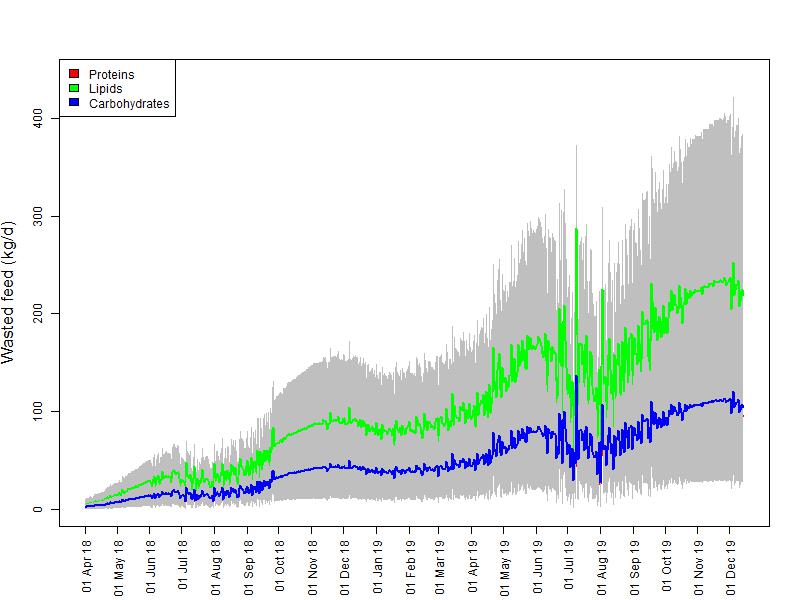 Proteins
Lipids
Carbohydrates
Wasted feed (kg/d)
400
300
200
100
0
01 Apr 18
01 May 18
01 Jun 18
01 Jul 18
01 Aug 18
01 Sep 18
01 Oct 18
01 Nov 18
01 Dec 18
01 Jan 19
01 Feb 19
01 Mar 19
01 Apr 19
01 May 19
01 Jun 19
01 Jul 19
01 Aug 19
01 Sep 19
01 Oct 19
01 Nov 19
01 Dec 19